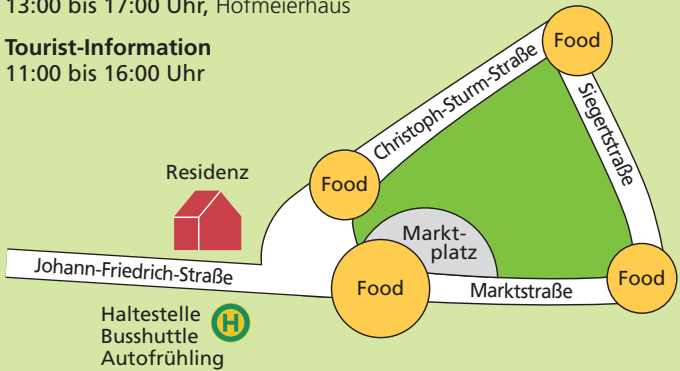 13:00 bis 17:00 Uhr, Hofmeierhaus
Tourist-Information
11:00 bis 16:00 Uhr
Food
Christoph-Sturm-Straße
Siegertstraße
Residenz
Food
Markt-
platz
Johann-Friedrich-Straße
Food
Marktstraße
Food
Haltestelle
Busshuttle
Autofrühling
H